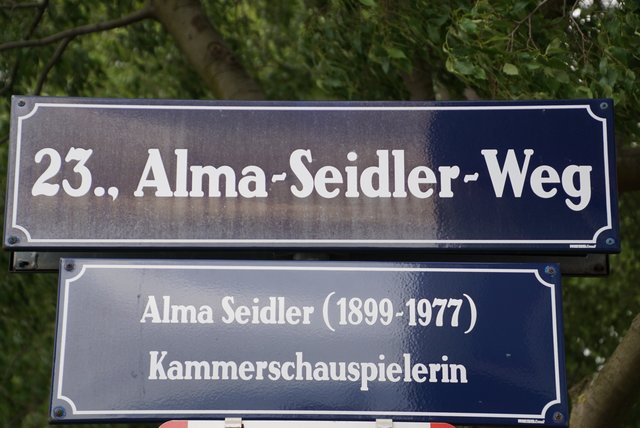 23., Alma-Seidler-Weg
Alma Seidler (1899-1977)
Kammerschauspielerin